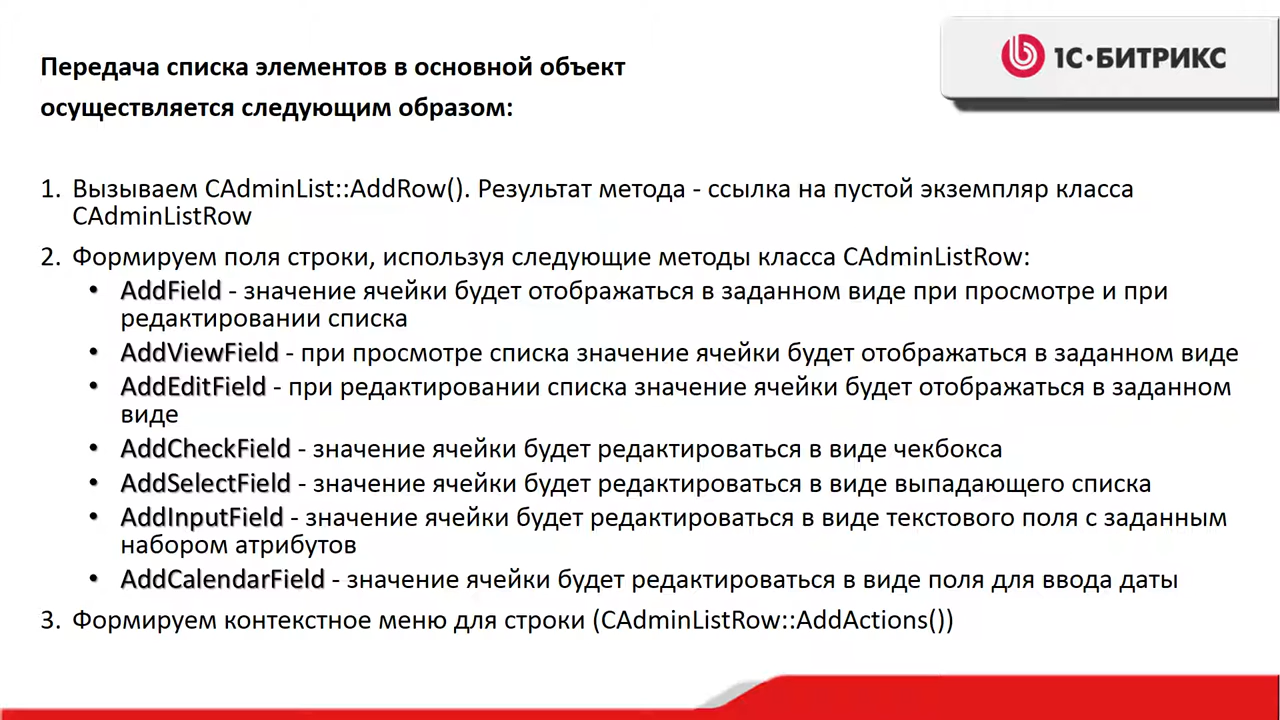 Передача списка элементов в основной объект
осуществляется следующим образом:
1С·БИТРИКС
1. Вызываем CAdminList::AddRow(). Результат метода - ссылка на пустой экземпляр класса
CAdminListRow
2. Формируем поля строки, используя следующие методы класса CAdminListRow:
• AddField - значение ячейки будет отображаться в заданном виде при просмотре и при
редактировании списка
• AddViewField - при просмотре списка значение ячейки будет отображаться в заданном виде
• AddEditField - при редактировании списка значение ячейки будет отображаться в заданном
виде
• AddCheckField - значение ячейки будет редактироваться в виде чекбокса
• AddSelectField - значение ячейки будет редактироваться в виде выпадающего списка
• AddInputField - значение ячейки будет редактироваться в виде текстового поля с заданным
набором атрибутов
• AddCalendarField - значение ячейки будет редактироваться в виде поля для ввода даты
3. Формируем контекстное меню для строки (CAdminListRow::AddActions())